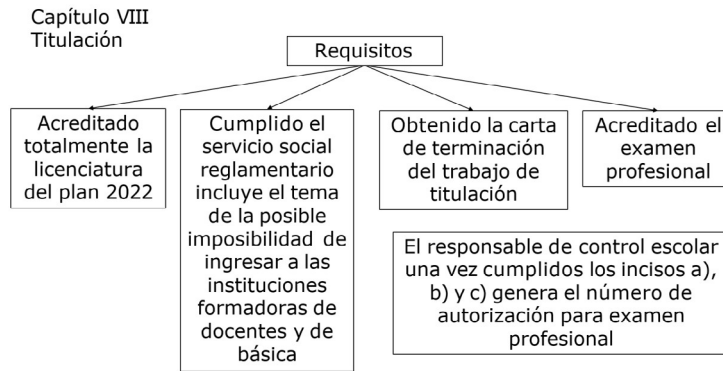 Capítulo VIII
Titulación
Requisitos
Acreditado
totalmente la
licenciatura
del plan 2022
Cumplido el
servicio social
reglamentario
incluye el tema
de la posible
imposibilidad de
ingresar a las
instituciones
formadoras de
docentes y de
básica
Obtenido la carta
de terminación
del trabajo de
titulación
Acreditado el
examen
profesional
El responsable de control escolar
una vez cumplidos los incisos a),
b) y c) genera el número de
autorización para examen
profesional